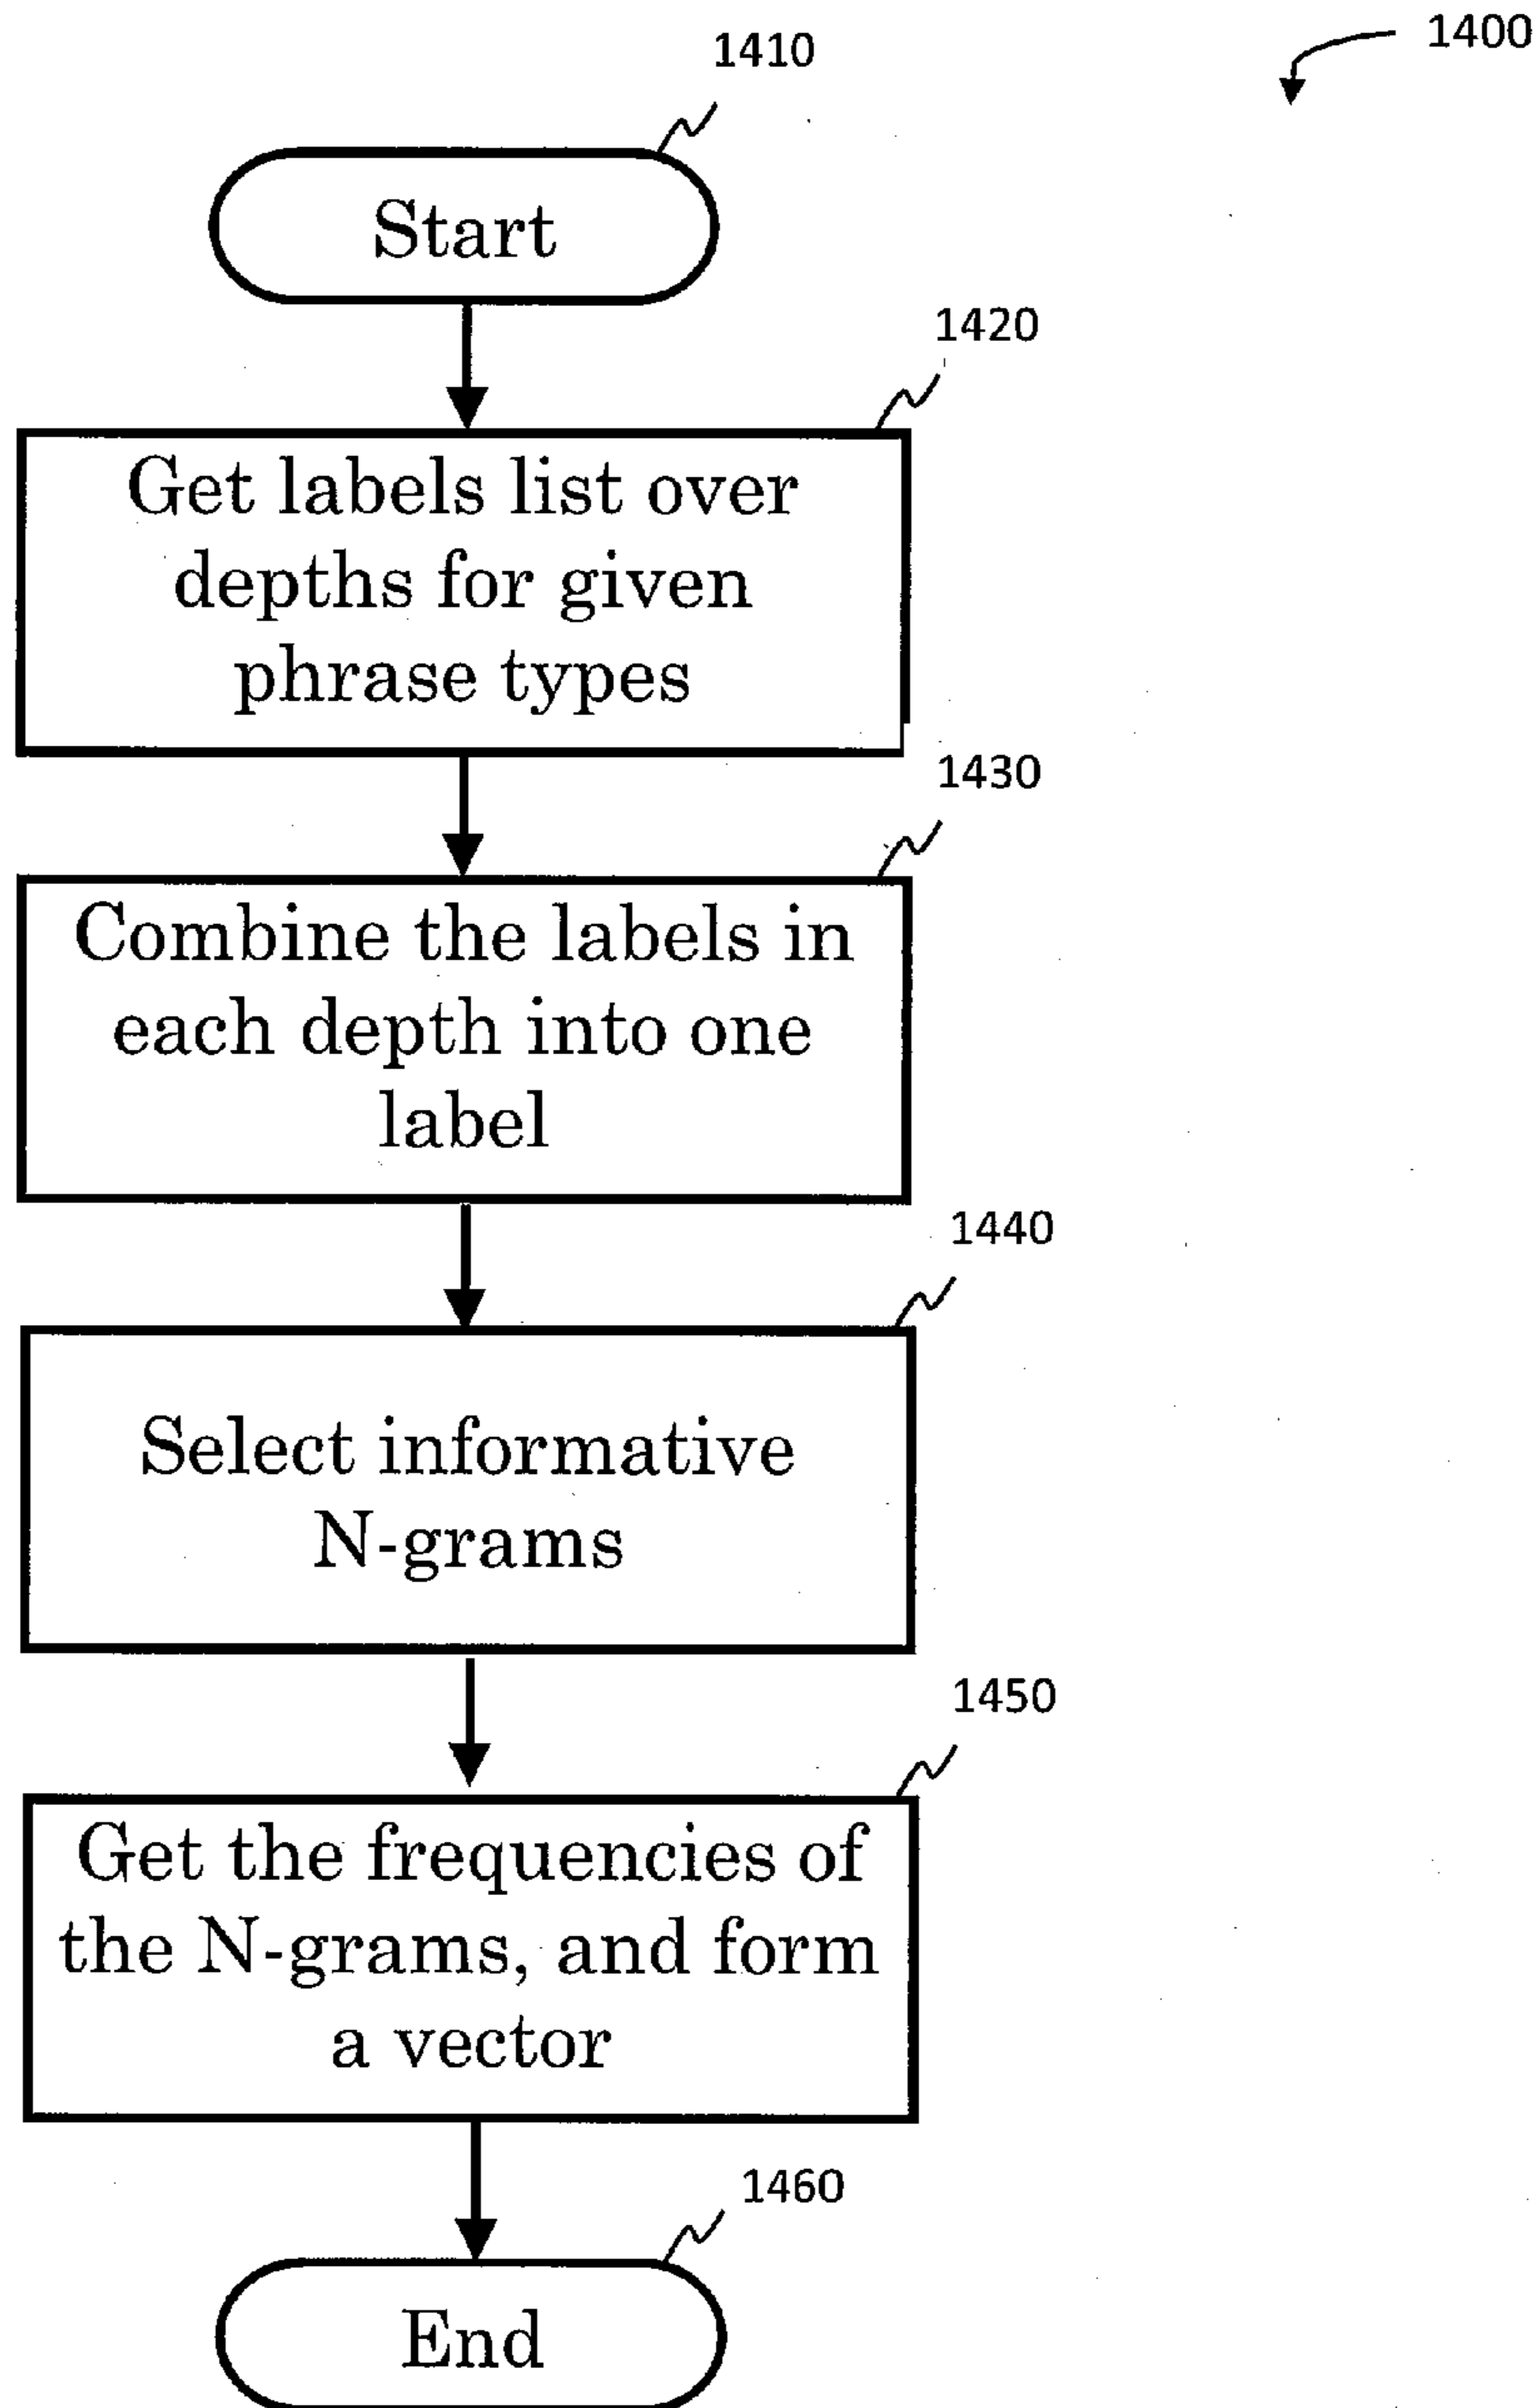 1400
1410
Start
1420
Get labels list over
depths for given
phrase types
1430
Combine the labels in
each depth into one
label
1440
Select informative
N-grams
1450
Get the frequencies of
the N-grams, and form
a vector
1460
End